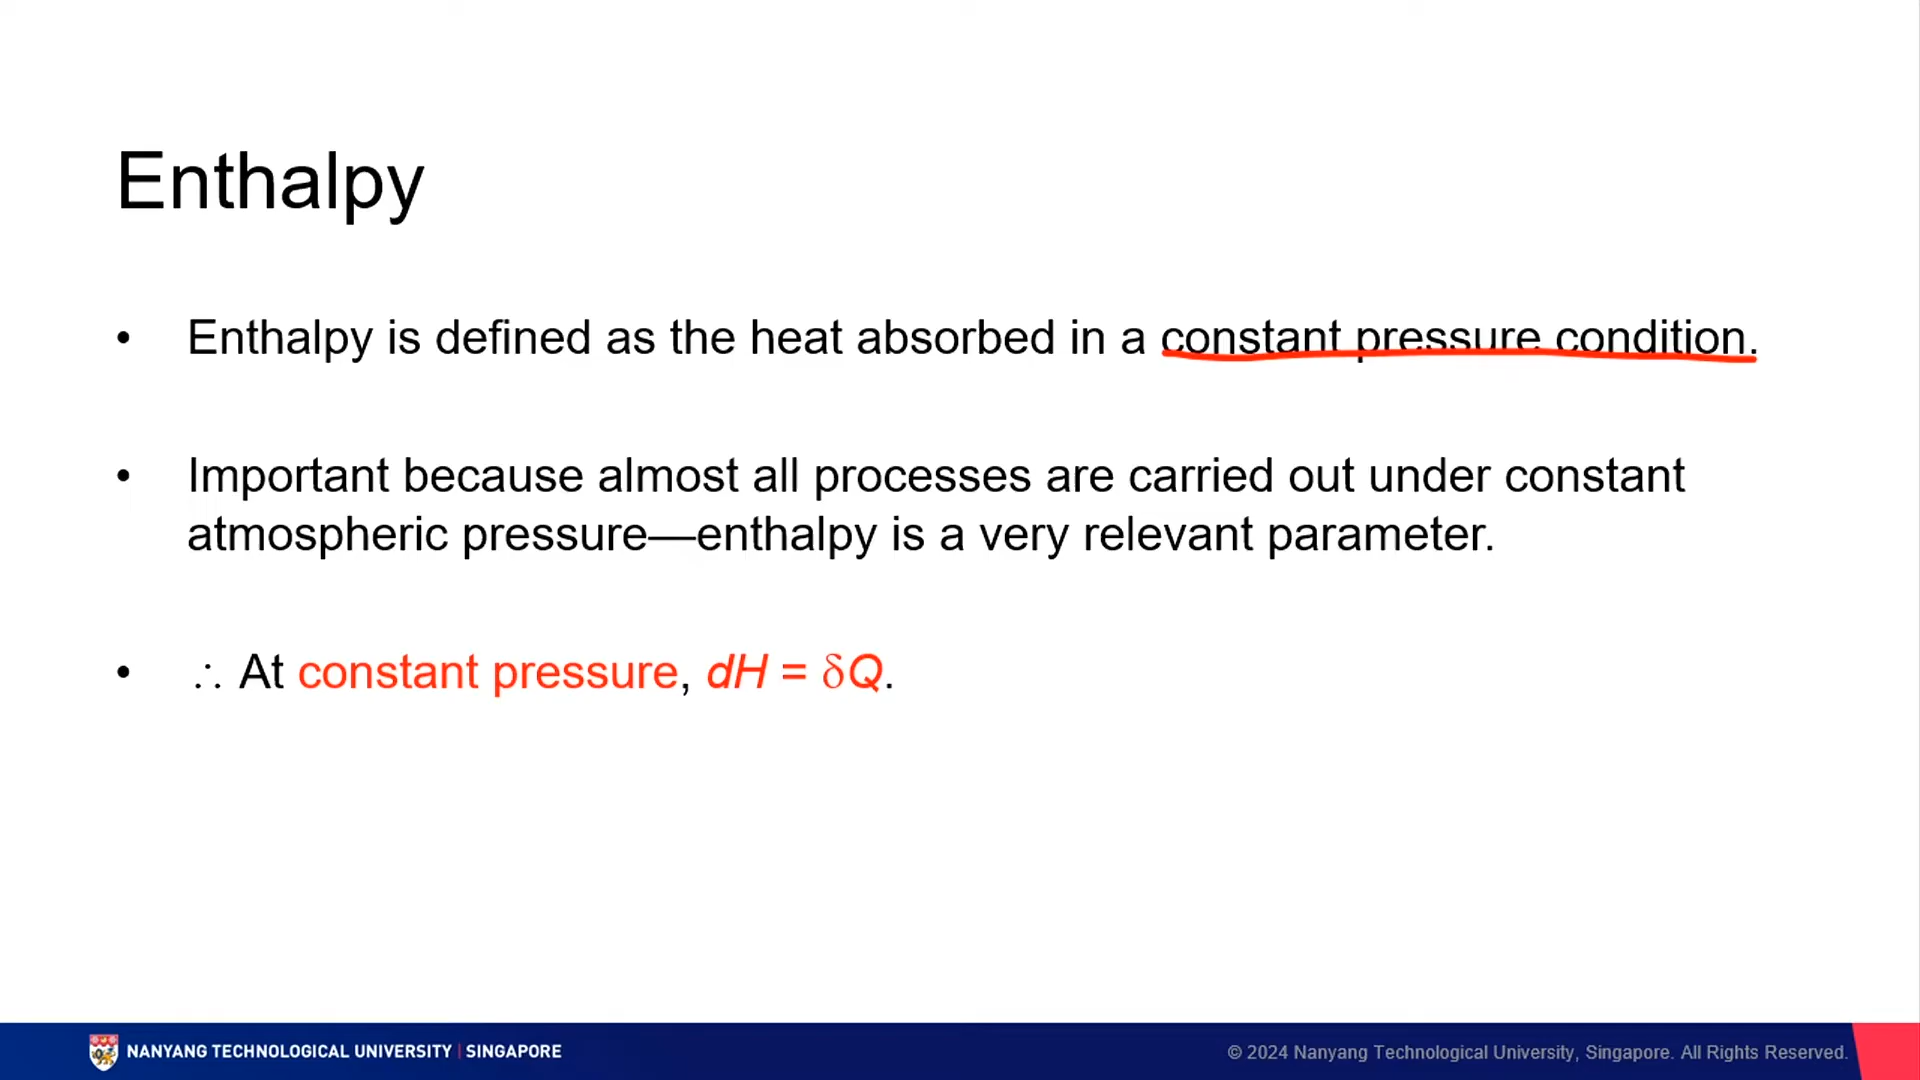 Enthalpy
• Enthalpy is defined as the heat absorbed in a constant pressure condition.
• Important because almost all processes are carried out under constant
atmospheric pressure—enthalpy is a very relevant parameter.
• ∴ At constant pressure, dH = δQ.
NANYANG TECHNOLOGICAL UNIVERSITY | SINGAPORE
© 2024 Nanyang Technological University, Singapore. All Rights Reserved.